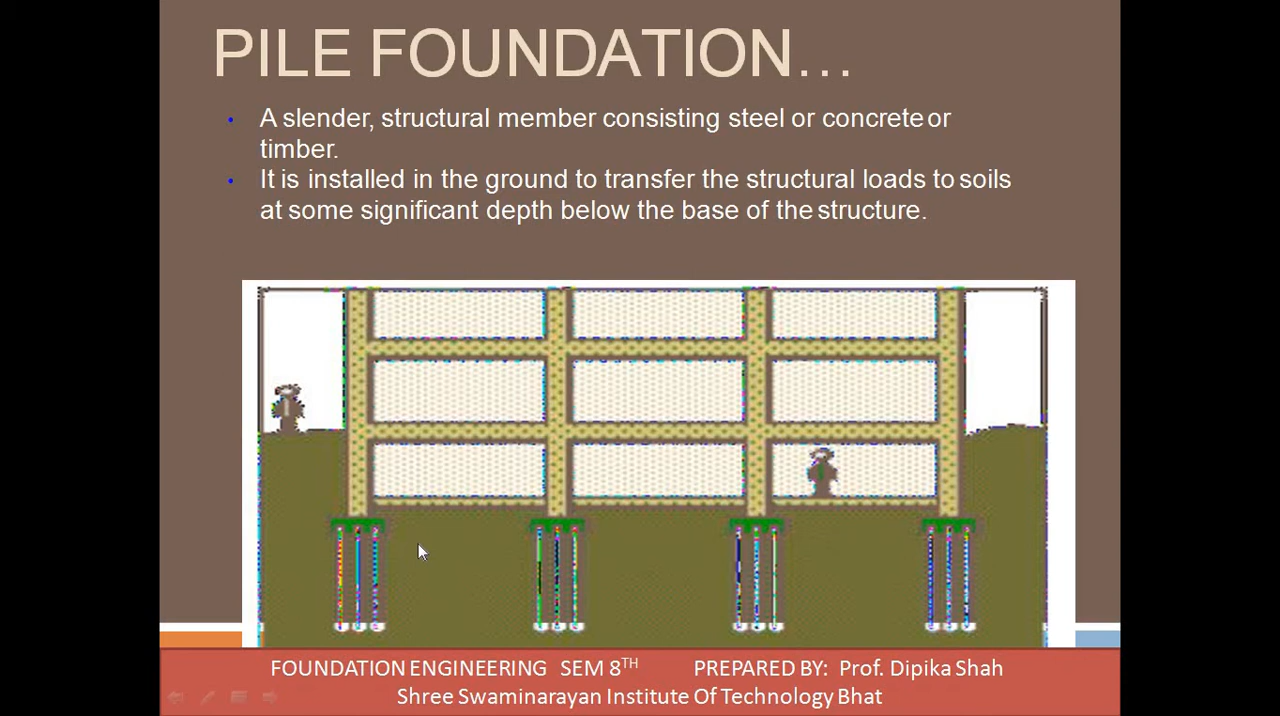 PILE FOUNDATION…
• A slender, structural member consisting steel or concrete or
timber.
• It is installed in the ground to transfer the structural loads to soils
at some significant depth below the base of the structure.
FOUNDATION ENGINEERING SEM 8TH PREPARED BY: Prof. Dipika Shah
Shree Swaminarayan Institute Of Technology Bhat